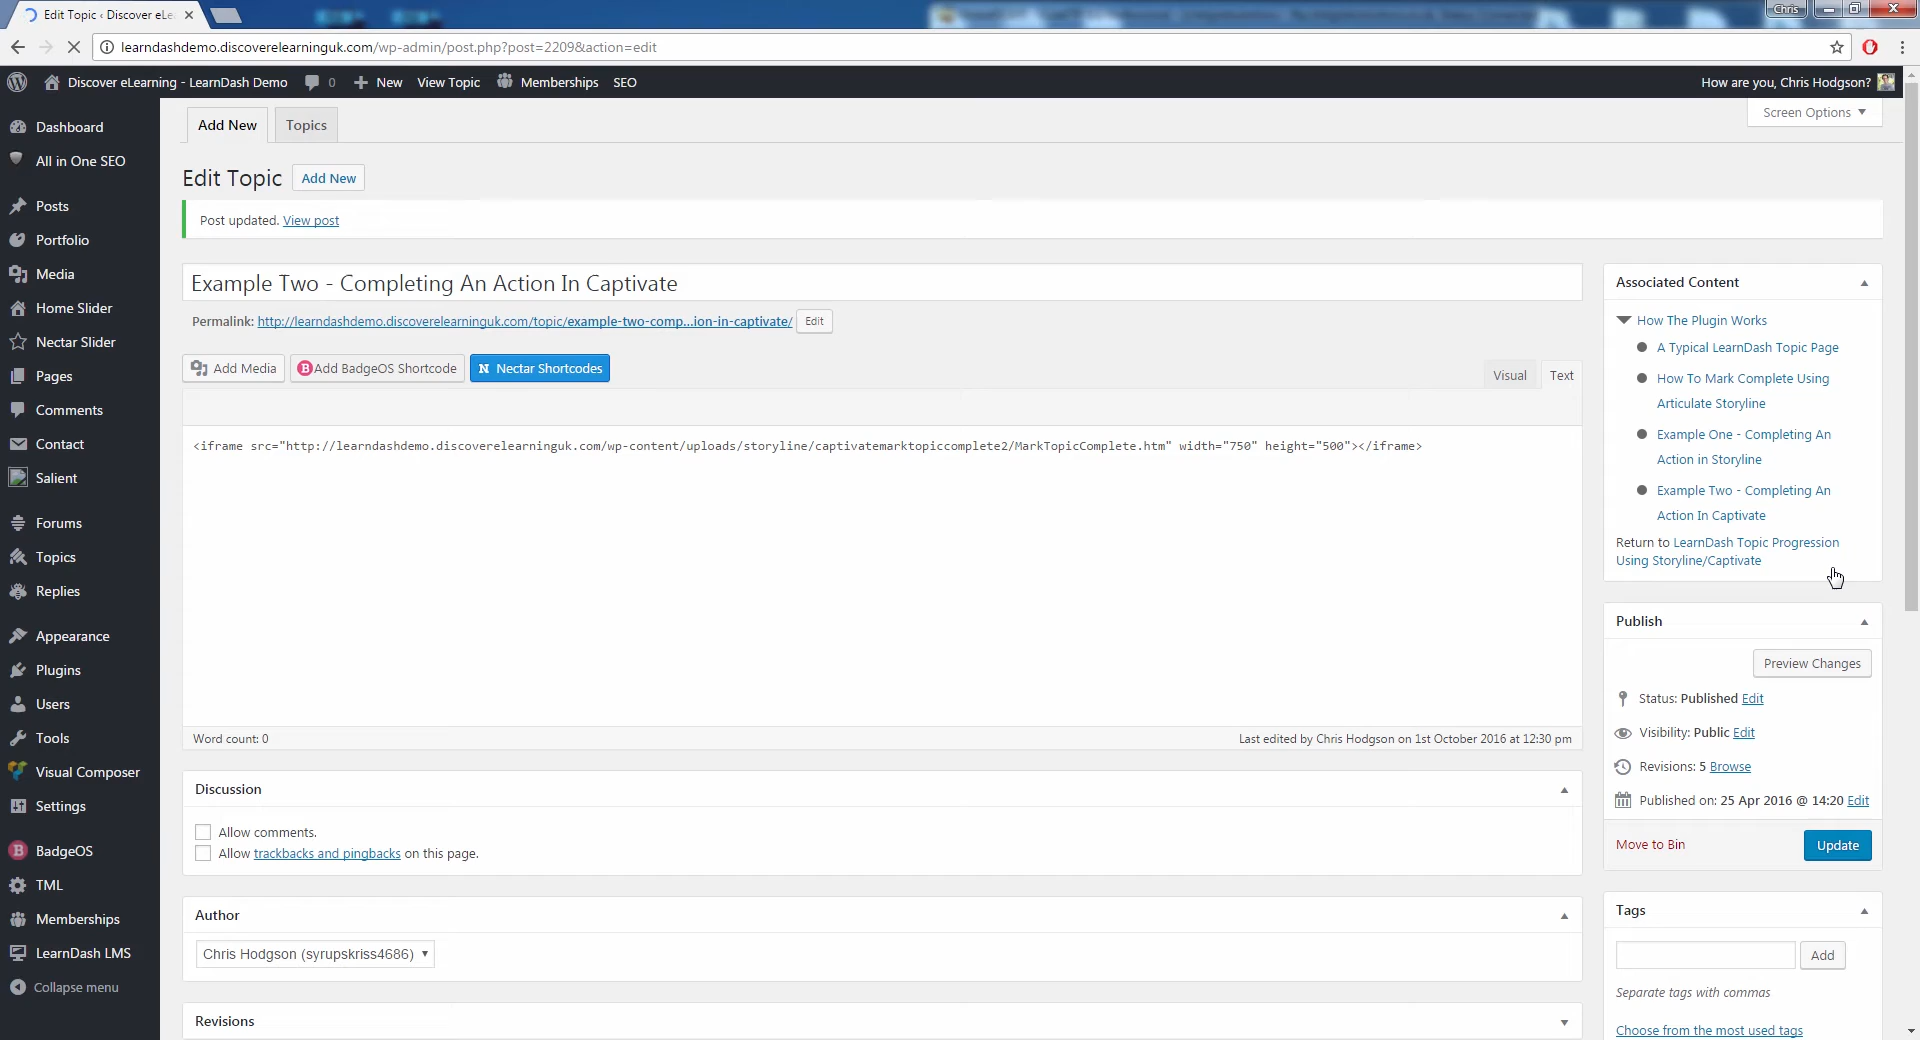 Edit Topic ‹ Discover eLe
Chris
learndashdemo.discoverelearninguk.com/wp-admin/post.php?post=2209&action=edit
Discover eLearning - LearnDash Demo
0
New
View Topic
Memberships
SEO
How are you, Chris Hodgson?
Dashboard
All in One SEO
Posts
Portfolio
Media
Home Slider
Nectar Slider
Pages
Comments
Contact
Salient
Forums
Topics
Replies
Appearance
Plugins
Users
Tools
Visual Composer
Settings
BadgeOS
TML
Memberships
LearnDash LMS
Collapse menu
Add New
Topics
Screen Options
Edit Topic
Add New
Post updated. View post
Example Two - Completing An Action In Captivate
Permalink: http://learndashdemo.discoverelearninguk.com/topic/example-two-comp...ion-in-captivate/
Edit
Add Media
Add BadgeOS Shortcode
Nectar Shortcodes
Visual
Text
<iframe src="http://learndashdemo.discoverelearninguk.com/wp-content/uploads/storyline/captivatemarktopiccomplete2/MarkTopicComplete.htm" width="750" height="500"></iframe>
Word count: 0
Last edited by Chris Hodgson on 1st October 2016 at 12:30 pm
Discussion
Allow comments.
Allow trackbacks and pingbacks on this page.
Author
Chris Hodgson (syrupskriss4686)
Revisions
Associated Content
How The Plugin Works
A Typical LearnDash Topic Page
How To Mark Complete Using
Articulate Storyline
Example One - Completing An
Action in Storyline
Example Two - Completing An
Action In Captivate
Return to LearnDash Topic Progression
Using Storyline/Captivate
Publish
Preview Changes
Status: Published Edit
Visibility: Public Edit
Revisions: 5 Browse
Published on: 25 Apr 2016 @ 14:20 Edit
Move to Bin
Update
Tags
Add
Separate tags with commas
Choose from the most used tags